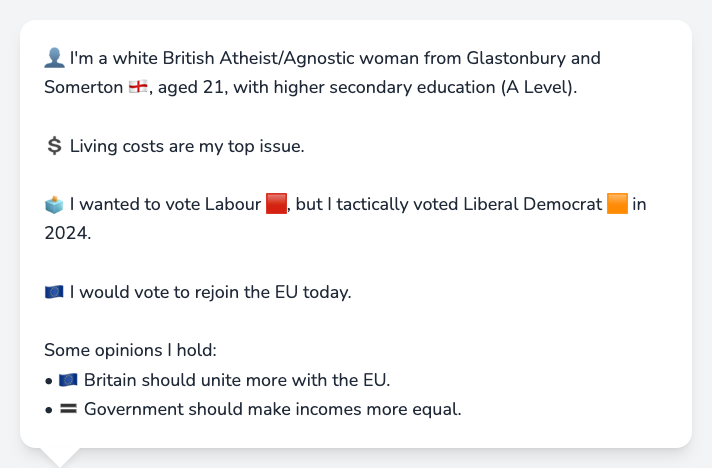 👤 I'm a white British Atheist/Agnostic woman from Glastonbury and
Somerton 🏴󠁧󠁢󠁥󠁮󠁧󠁿, aged 21, with higher secondary education (A Level).
💲 Living costs are my top issue.
🗳️ I wanted to vote Labour 🟥, but I tactically voted Liberal Democrat 🟧 in
2024.
🇪🇺 I would vote to rejoin the EU today.
Some opinions I hold:
• 🇪🇺 Britain should unite more with the EU.
• 🟰 Government should make incomes more equal.